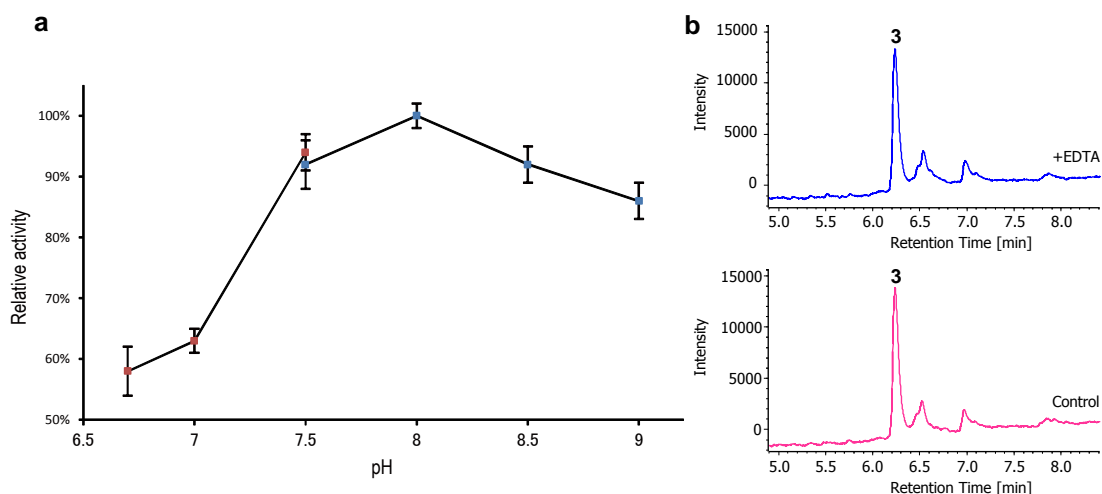 a
100%
90%
80%
70%
60%
50%
Relative activity
6.5 7 7.5 8 8.5 9
pH
b
15000
10000
5000
0
Intensity
3
+EDTA
5.0 5.5 6.0 6.5 7.0 7.5 8.0
Retention Time [min]
15000
10000
5000
0
Intensity
3
Control
5.0 5.5 6.0 6.5 7.0 7.5 8.0
Retention Time [min]